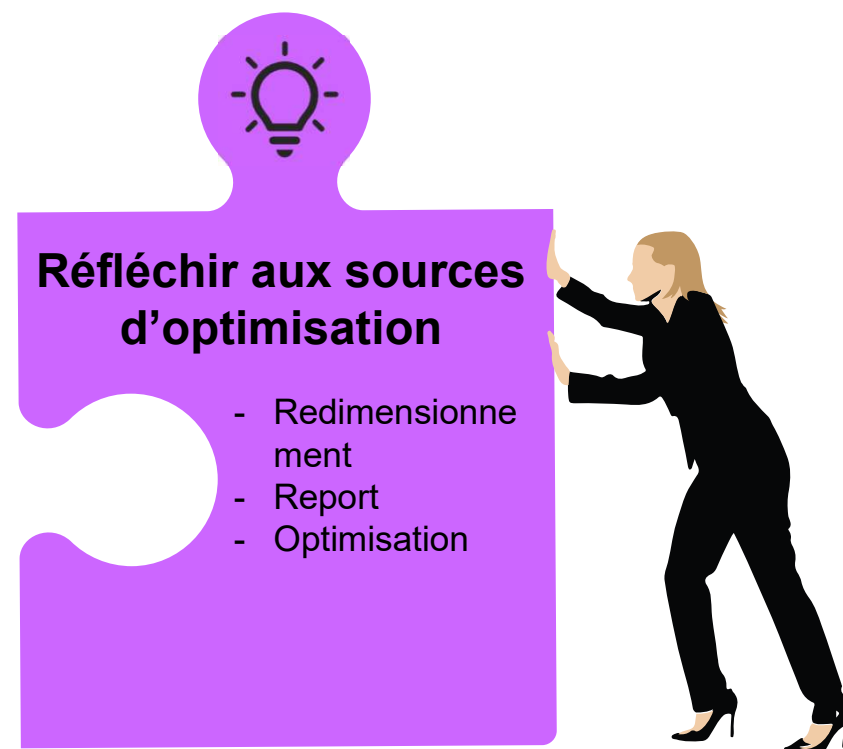 Réfléchir aux sources
d’optimisation
- Redimensionne
ment
- Report
- Optimisation